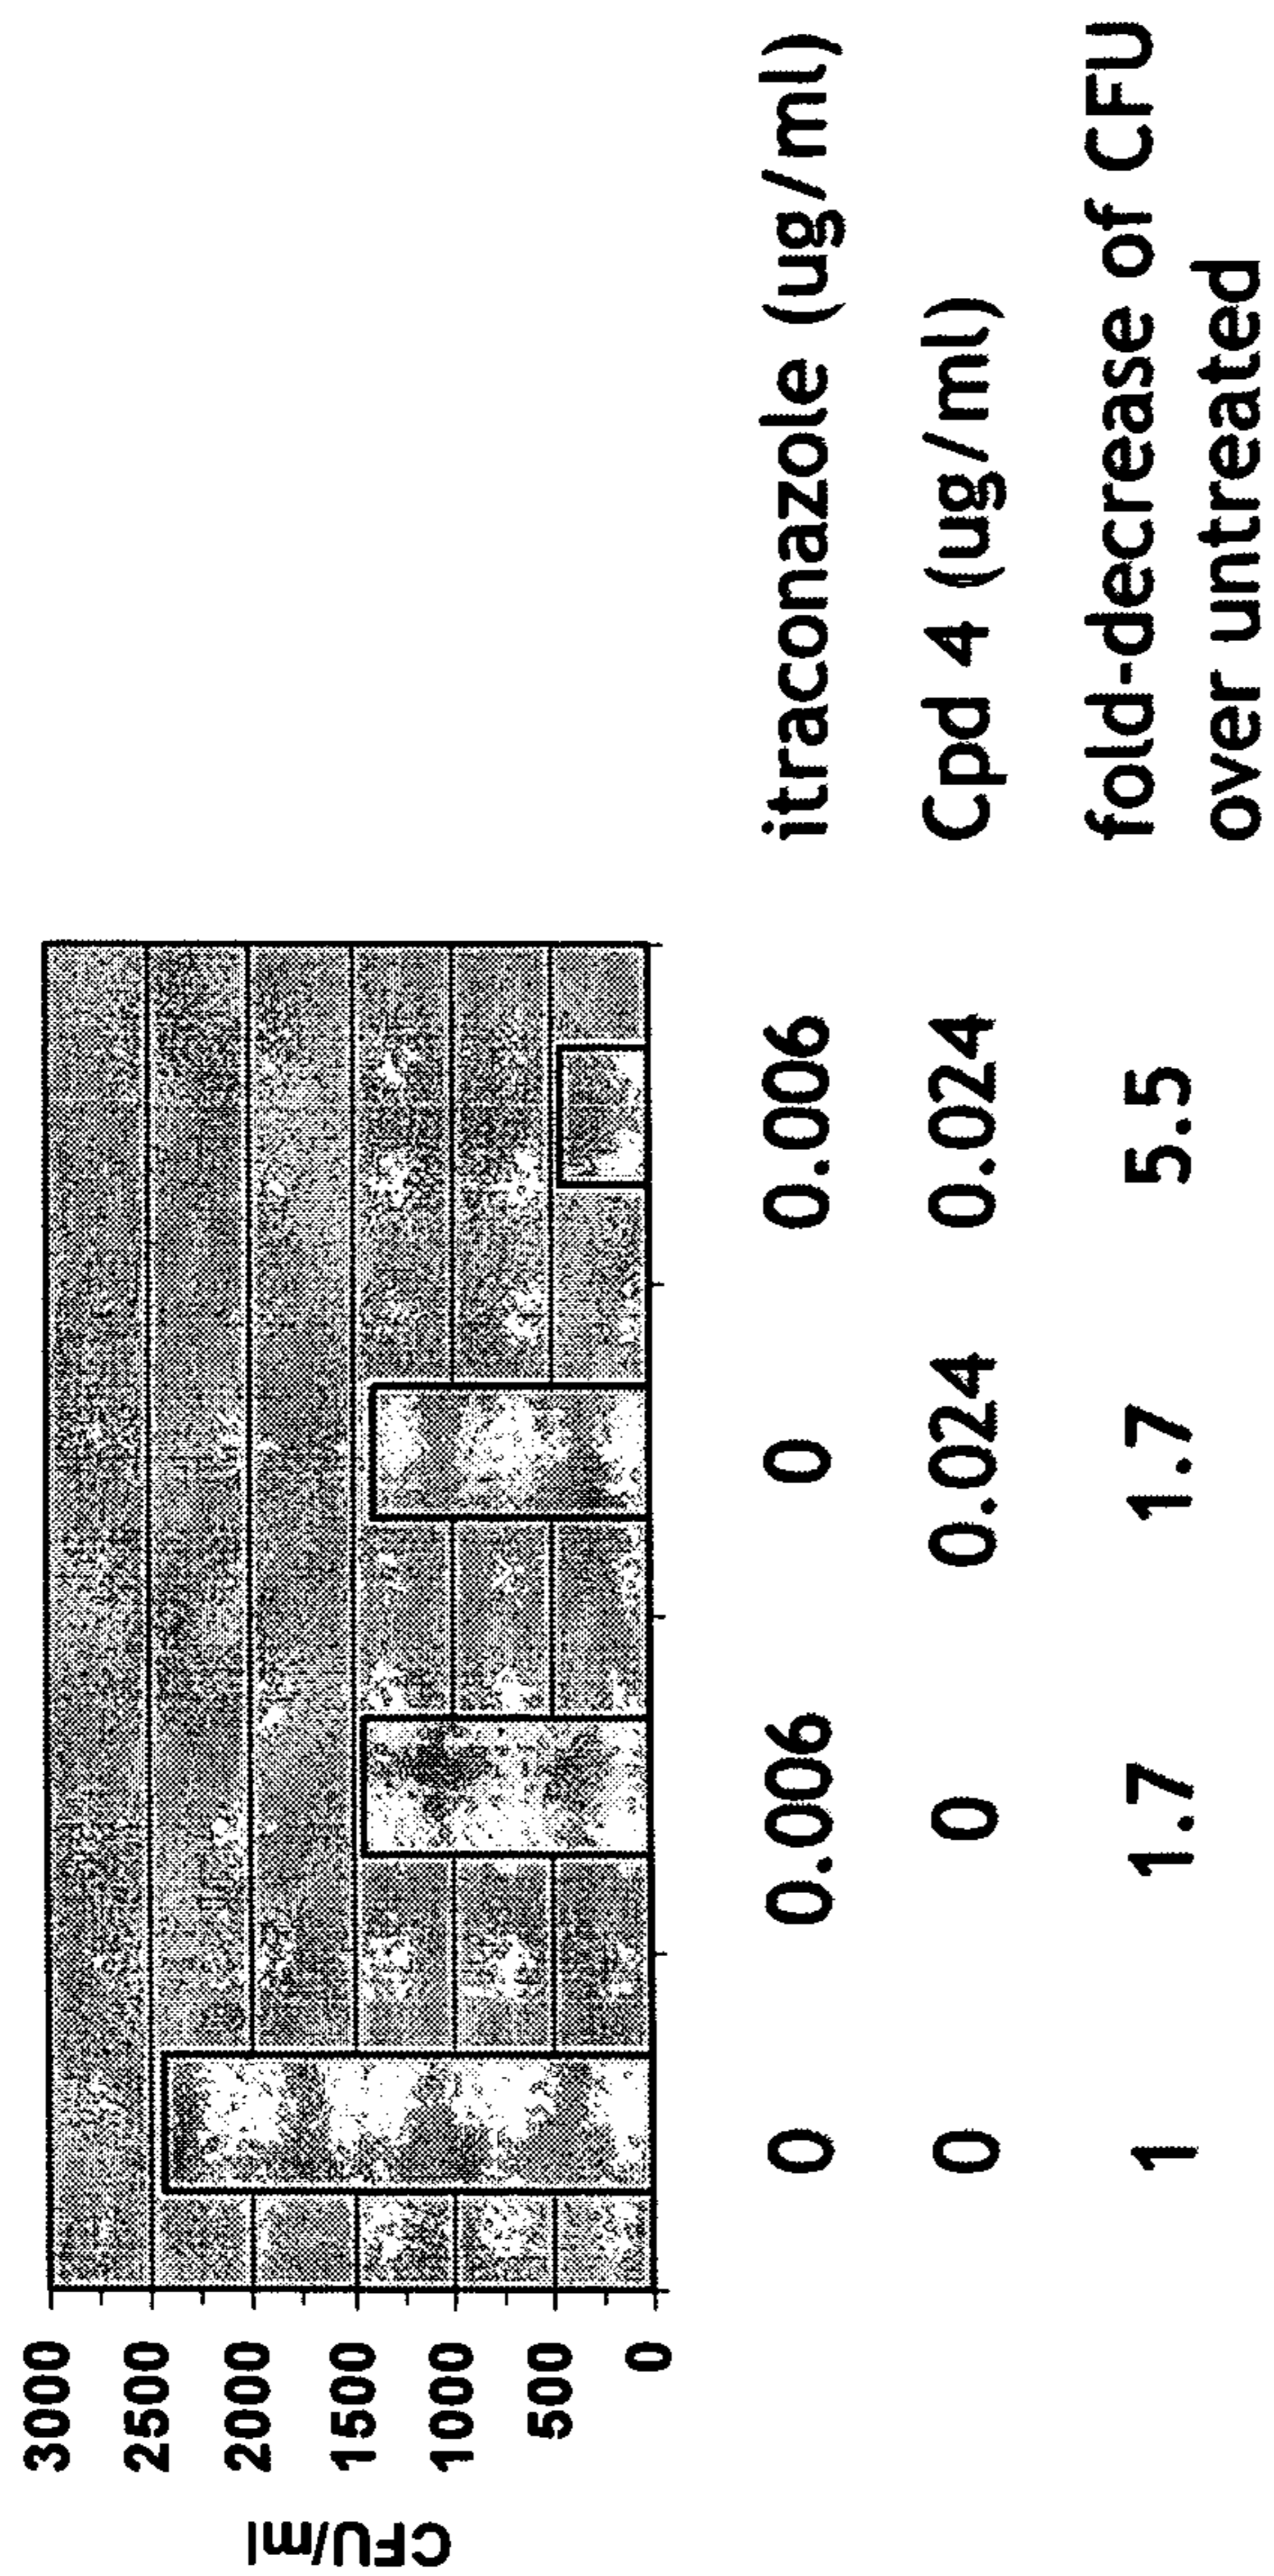 CFU/ml
3000
2500
2000
1500
1000
500
0
0 0.006 0 0.006 itraconazole (ug/ml)
0 0 0.024 0.024 Cpd 4 (ug/ml)
1 1.7 1.7 5.5 fold-decrease of CFU
over untreated